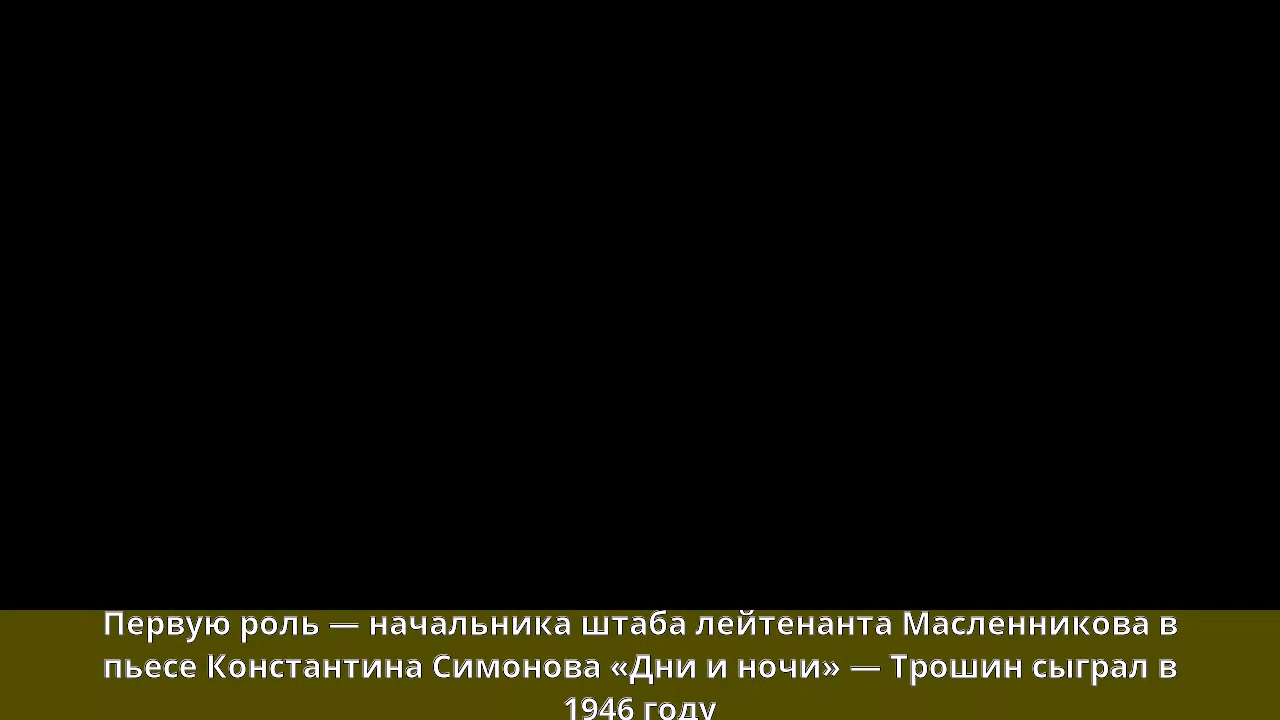 Первую роль — начальника штаба лейтенанта Масленникова в
пьесе Константина Симонова «Дни и ночи» — Трошин сыграл в
1946 году